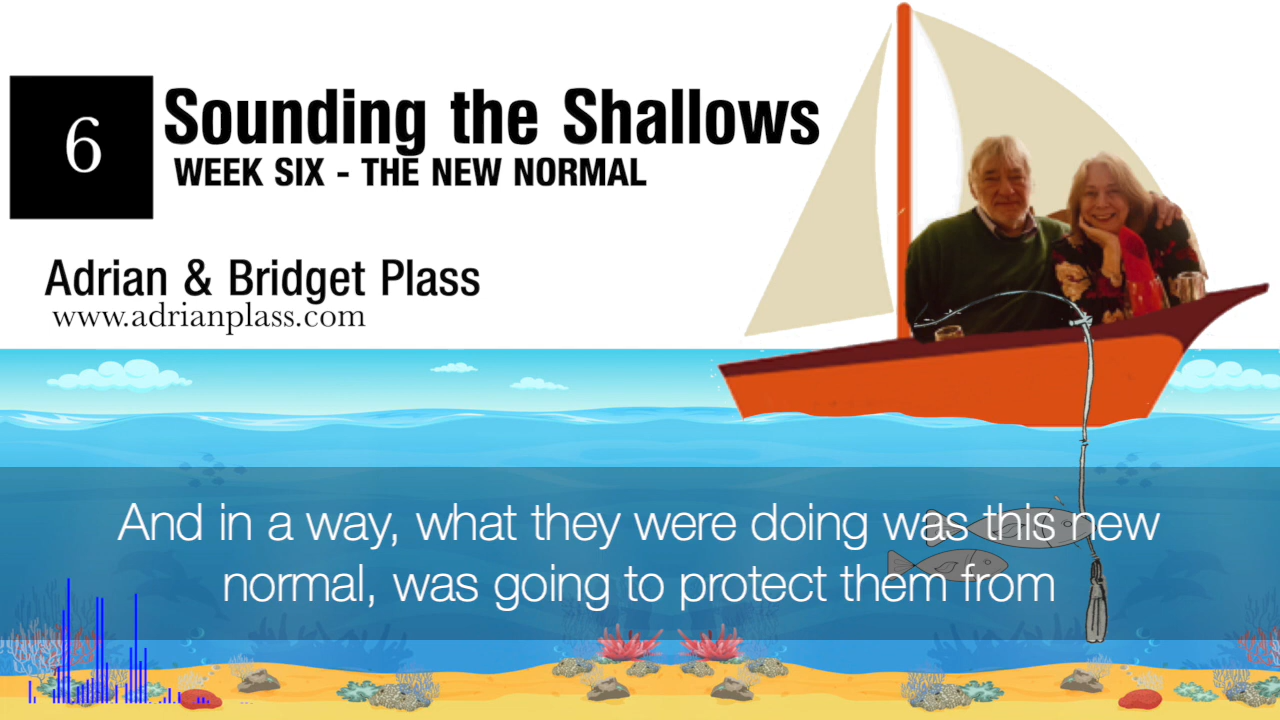 6
Sounding the Shallows
WEEK SIX - THE NEW NORMAL
Adrian & Bridget Plass
www.adrianplass.com
And in a way, what they were doing was this new
normal, was going to protect them from